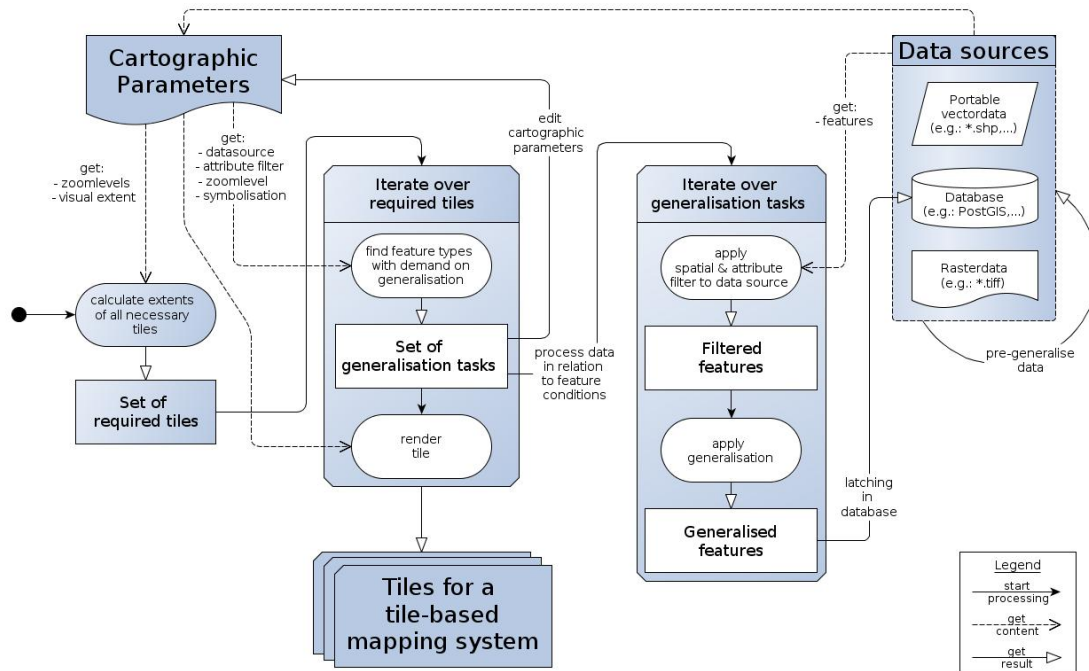 Cartographic
Parameters
Data sources
Portable
vectordata
(e.g.: *.shp,...)
Database
(e.g.: PostGIS,...)
Rasterdata
(e.g.: *.tiff)
pre-generalise
data
get:
- features
edit
cartographic
parameters
get:
- datasource
- attribute filter
- zoomlevel
- symbolisation
get:
- zoomlevels
- visual extent
calculate extents
of all necessary
tiles
Set of
required tiles
Iterate over
required tiles
find feature types
with demand on
generalisation
Set of
generalisation tasks
render
tile
process data
in relation
to feature
conditions
Iterate over
generalisation tasks
apply
spatial & attribute
filter to data source
Filtered
features
apply
generalisation
Generalised
features
latching
in
database
Tiles for a
tile-based
mapping system
Legend
start
processing
get
content
get
result